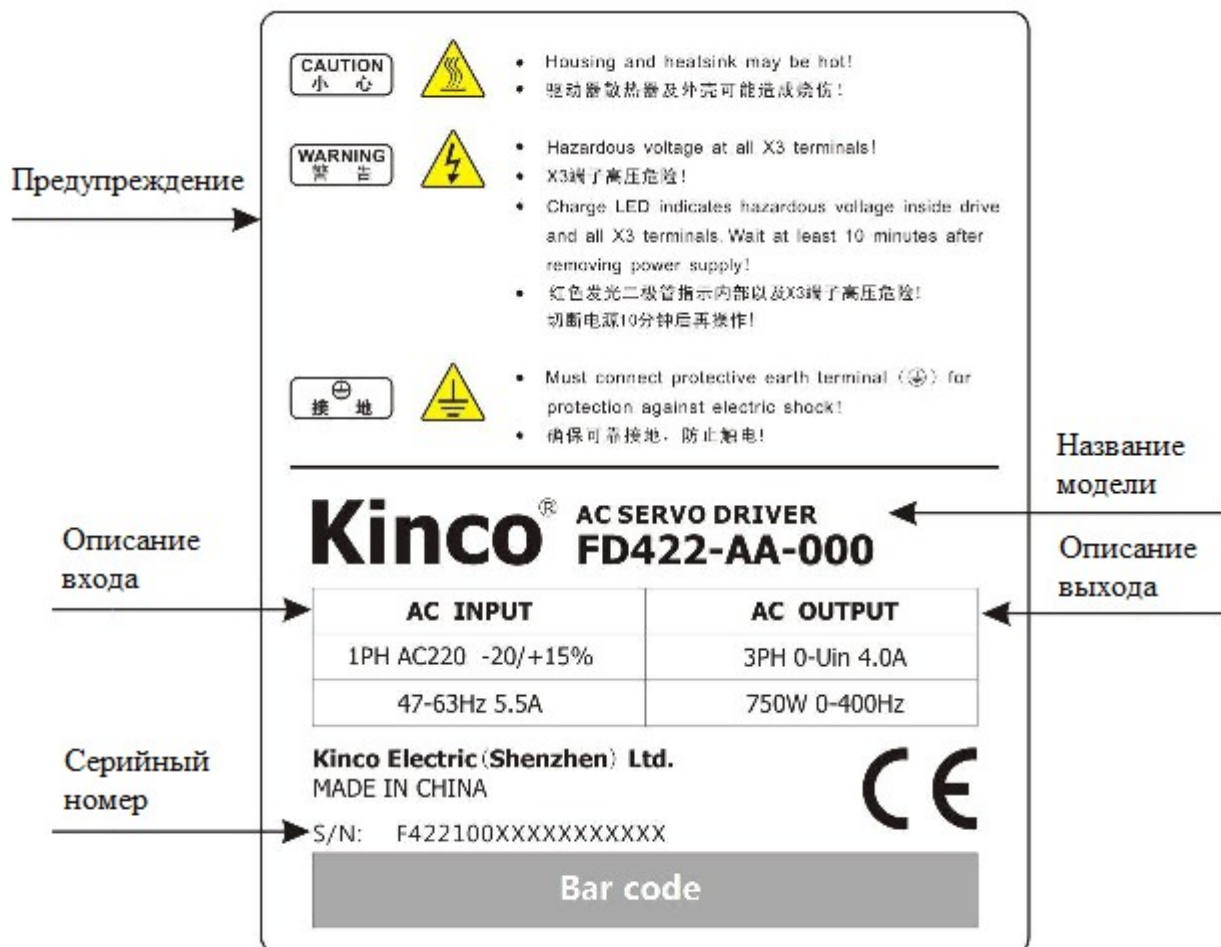 CAUTION
小 心
• Housing and healsink may be hot!
• 驱动器散热器及外壳可能造成烧伤!
Предупреждение
WARNING
警 告
• Hazardous voltage at all X3 terminals!
• X3端子高压危险!
• Charge LED indicates hazardous voltage inside drive
and all X3 terminals. Wait at least 10 minutes after
removing power supply!
• 红色发光二极管指示内部以及X3端子高压危险!
切断电源10分钟后再操作!
接 地
• Must connect protective earth terminal (⏚) for
protection against electric shock!
• 确保可靠接地,防止触电!
Название
модели
Kinco® AC SERVO DRIVER
FD422-AA-000
Описание
входа
Описание
выхода
AC INPUT AC OUTPUT
1PH AC220 -20/+15% 3PH 0-Uin 4.0A
47-63Hz 5.5A 750W 0-400Hz
Серийный
номер
Kinco Electric(Shenzhen) Ltd.
MADE IN CHINA
CE
S/N: F422100XXXXXXXXXXX
Bar code